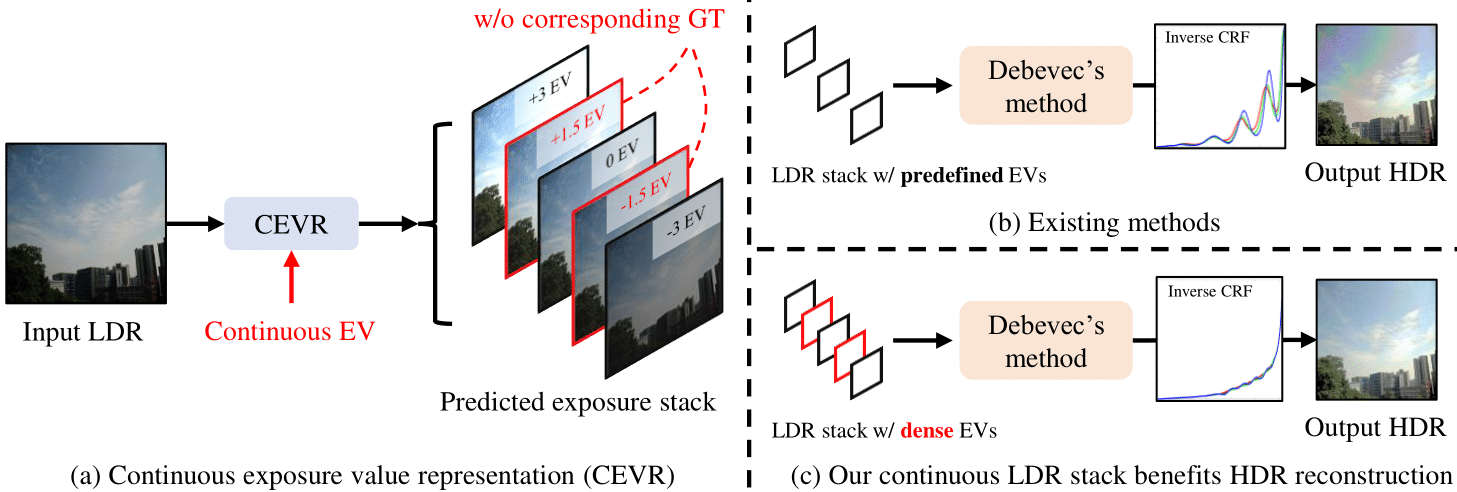 w/o corresponding GT
+3 EV
+1.5 EV
0 EV
-1.5 EV
-3 EV
CEVR
Input LDR
Continuous EV
Predicted exposure stack
(a) Continuous exposure value representation (CEVR)
LDR stack w/ predefined EVs
Debevec's
method
Inverse CRF
Output HDR
(b) Existing methods
LDR stack w/ dense EVs
Debevec's
method
Inverse CRF
Output HDR
(c) Our continuous LDR stack benefits HDR reconstruction